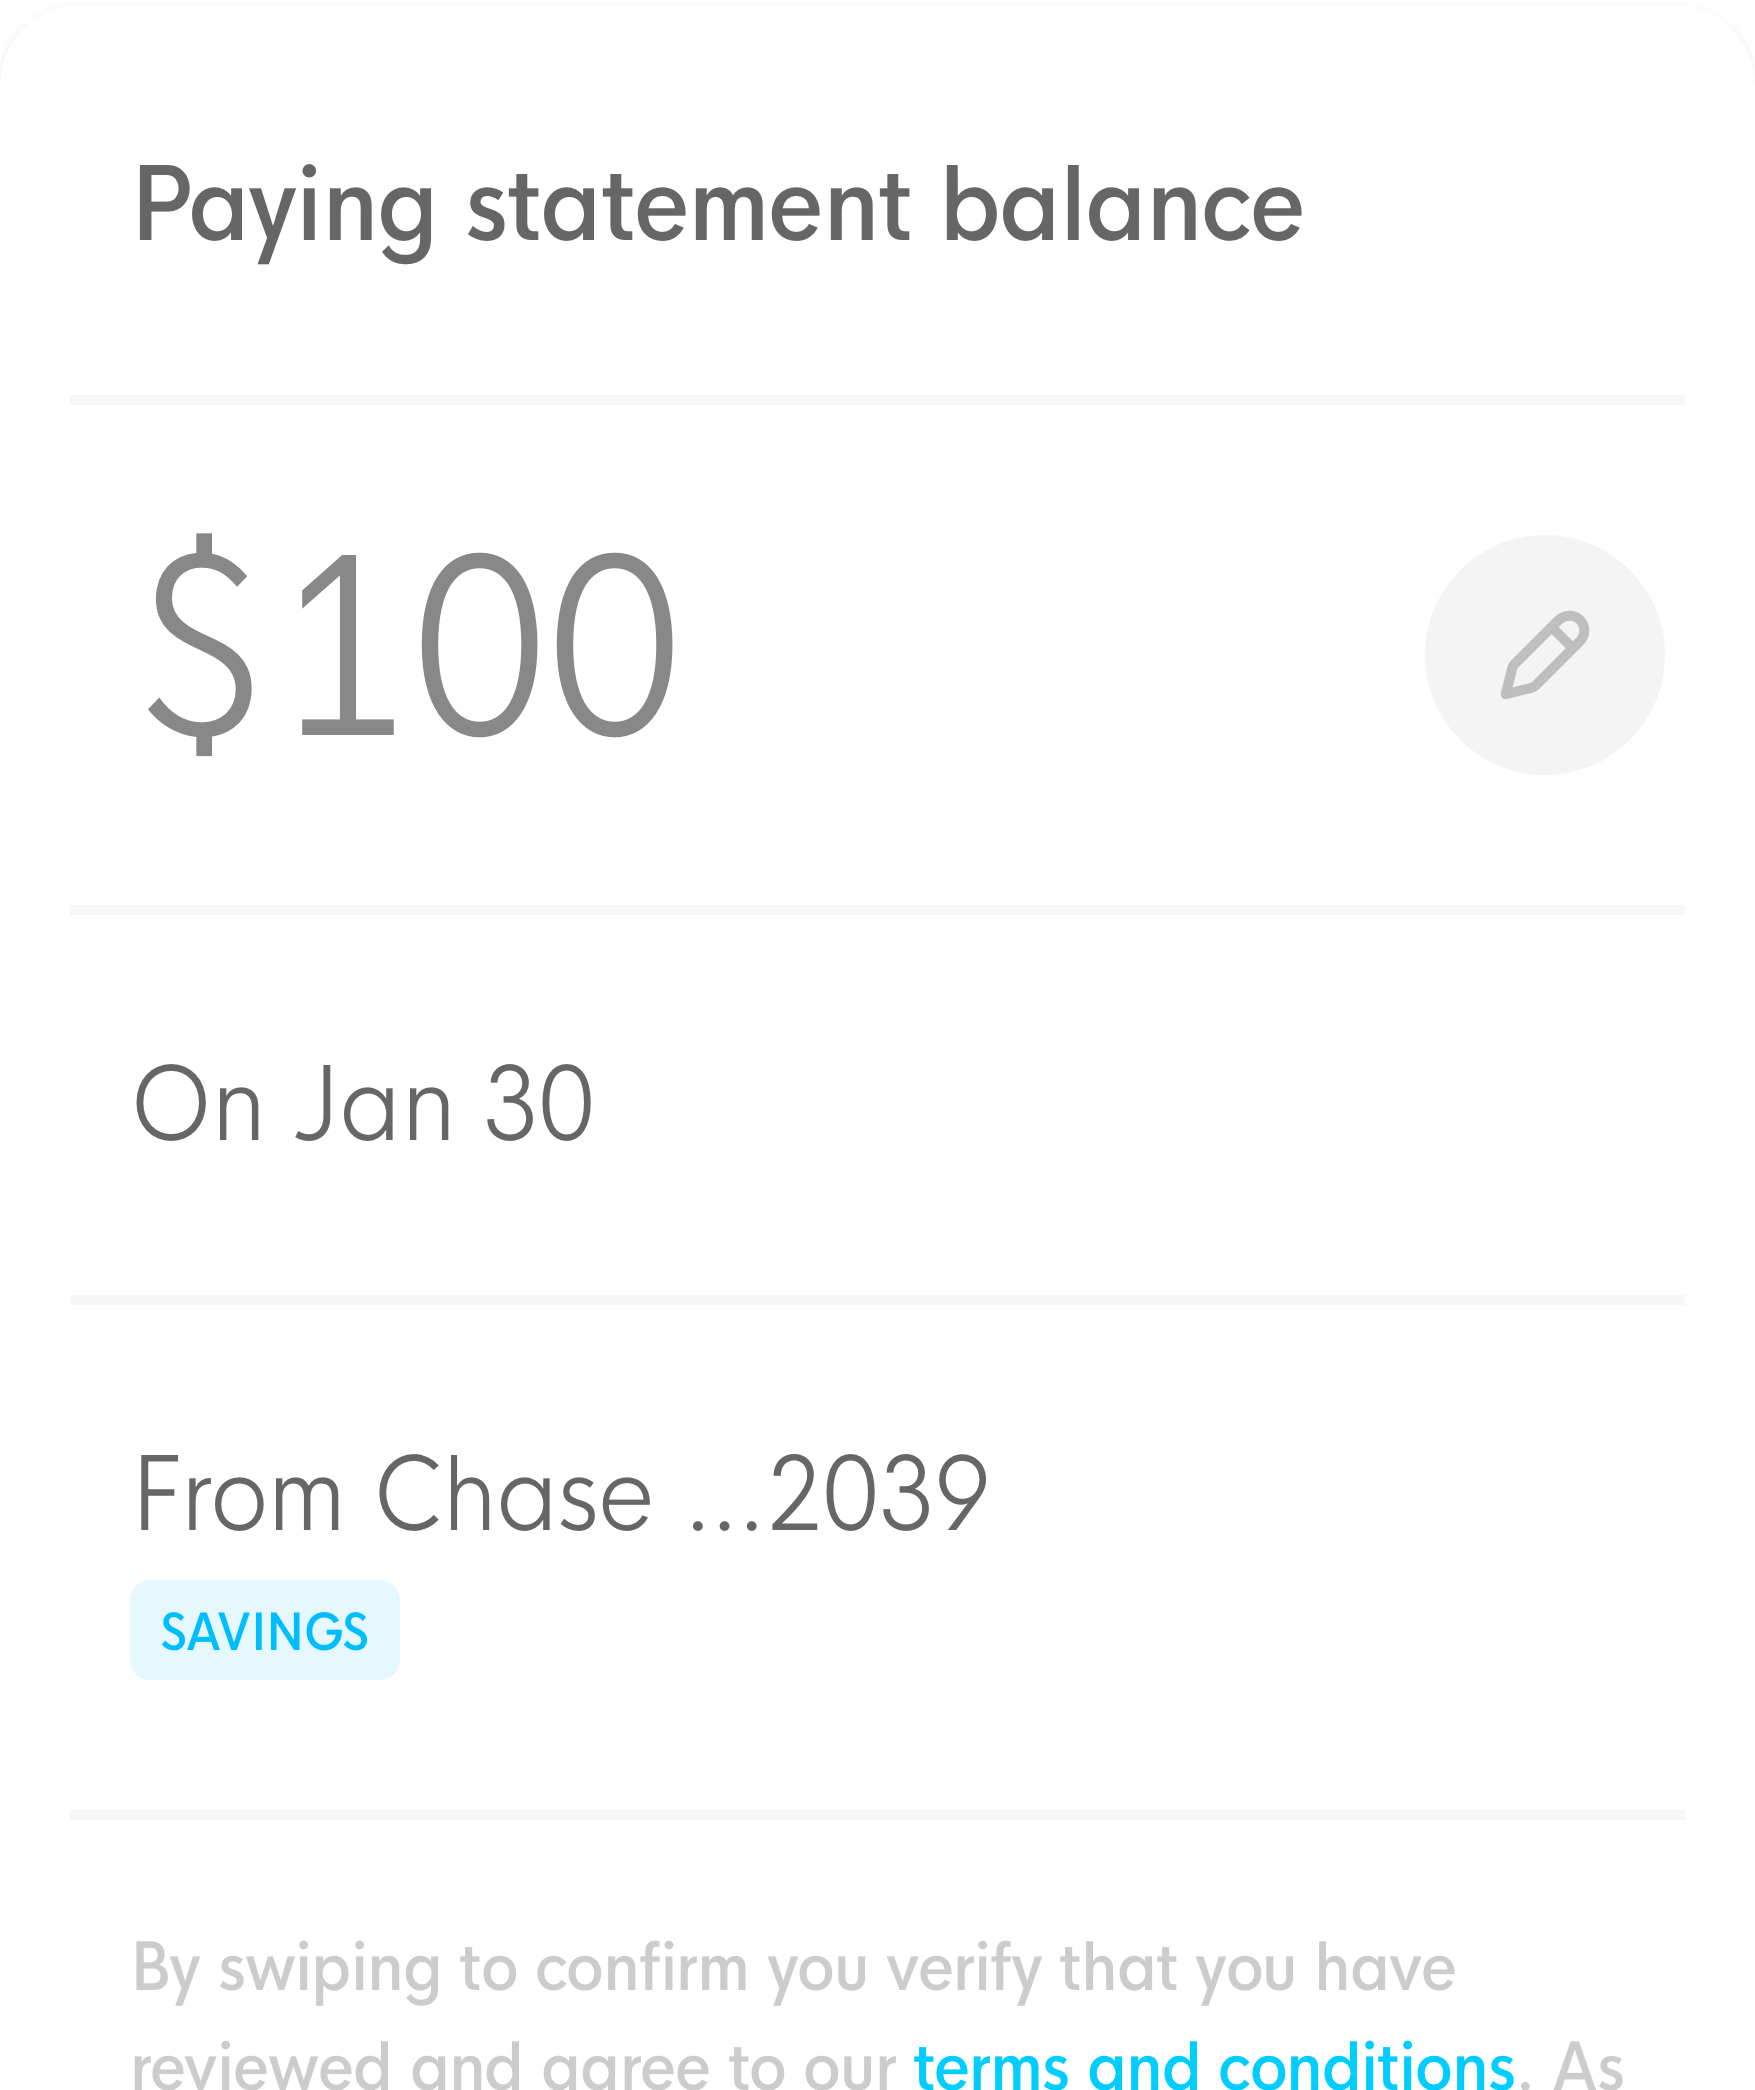 Paying statement balance
$100
On Jan 30
From Chase ...2039
SAVINGS
By swiping to confirm you verify that you have
reviewed and agree to our terms and conditions. As